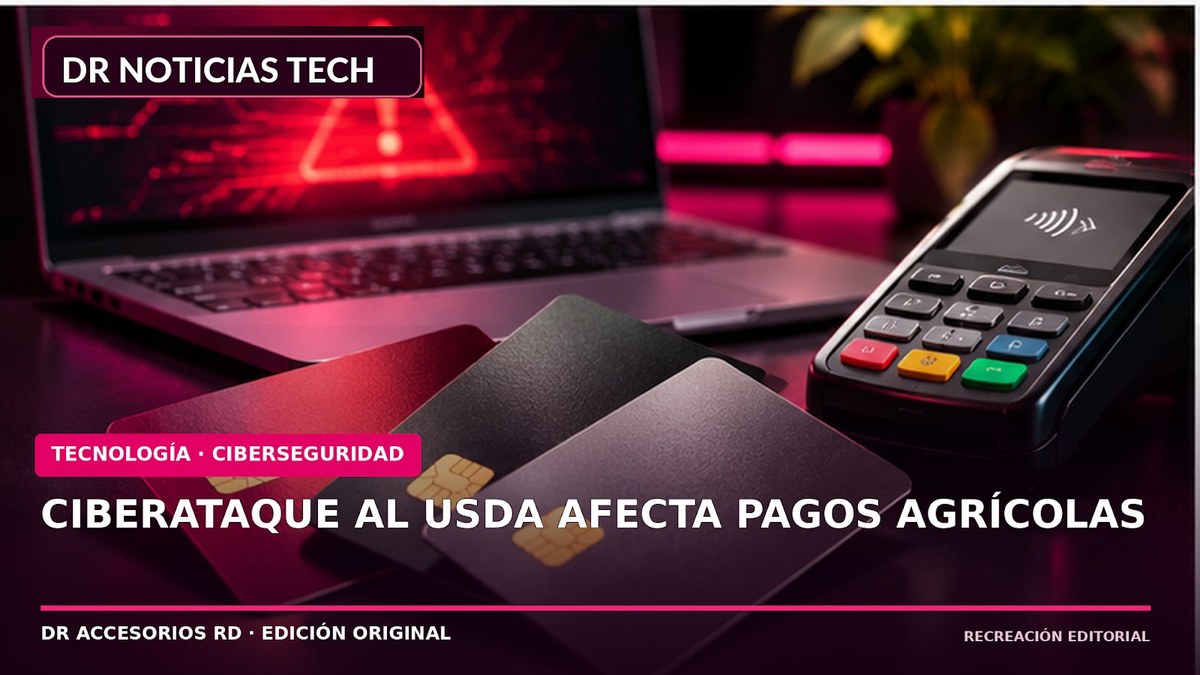 DR NOTICIAS TECH
TECNOLOGÍA · CIBERSEGURIDAD
CIBERATAQUE AL USDA AFECTA PAGOS AGRÍCOLAS
DR ACCESORIOS RD · EDICIÓN ORIGINAL
RECREACIÓN EDITORIAL